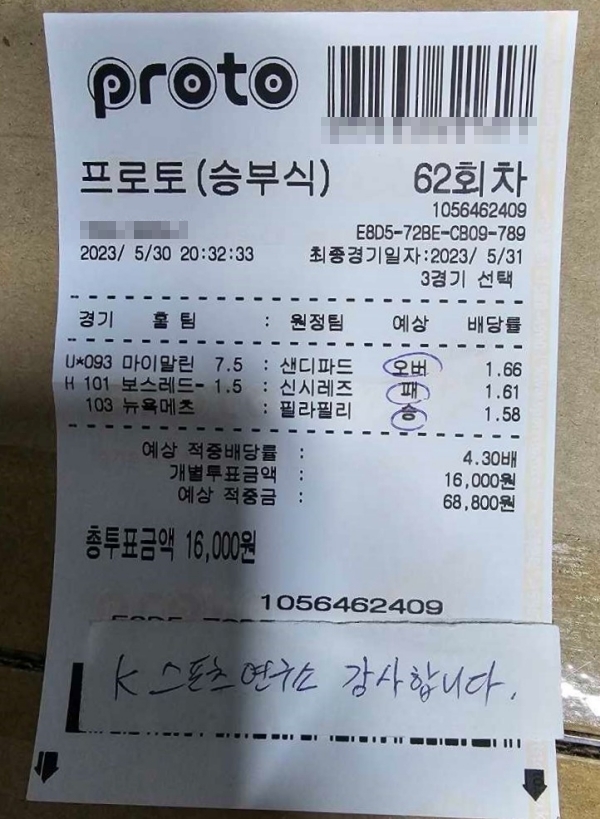 proto
프로토(승부식) 62회차
1056462409
E8D5-72BE-CB09-789
2023/ 5/30 20:32:33 최종경기일자:2023/ 5/31
3경기 선택
경기 홈팀 : 원정팀 예상 배당률
U*093 마이말린 7.5 : 샌디파드 오버 1.66
H 101 보스레드- 1.5 : 신시레즈 패 1.61
103 뉴욕메츠 : 필라필리 승 1.58
예상 적중배당률 : 4.30배
개별투표금액 : 16,000원
예상 적중금 : 68,800원
총투표금액 16,000원
1056462409
K 스포츠연구소 감사합니다.